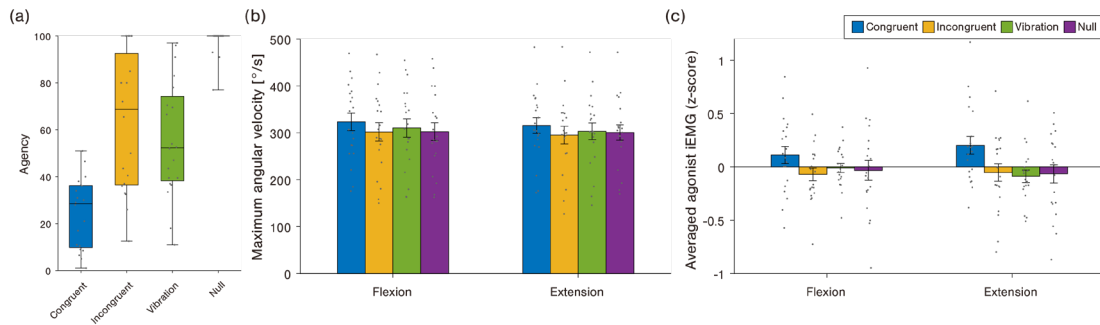 (a)
Agency
100
80
60
40
20
0
Congruent
Incongruent
Vibration
Null
(b)
Maximum angular velocity [°/s]
500
400
300
200
100
0
Flexion
Extension
(c)
Congruent Incongruent Vibration Null
Averaged agonist iEMG (z-score)
1
0.5
0
-0.5
-1
Flexion
Extension